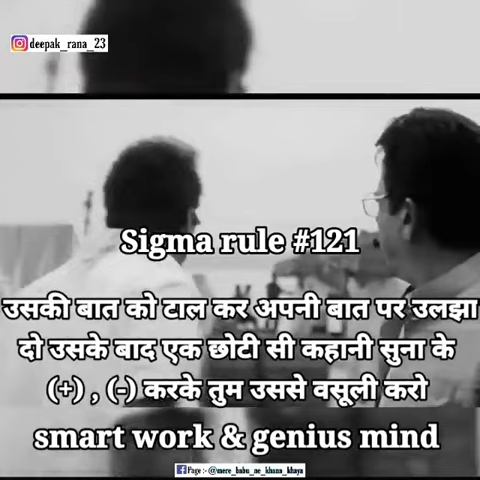 deepak_rana_23
Sigma rule #121
उसकी बात को टाल कर अपनी बात पर उलझा
दो उसके बाद एक छोटी सी कहानी सुना के
(+) , (-) करके तुम उससे वसूली करो
smart work & genius mind
Page :- @mere_babu_ne_khana_khaya